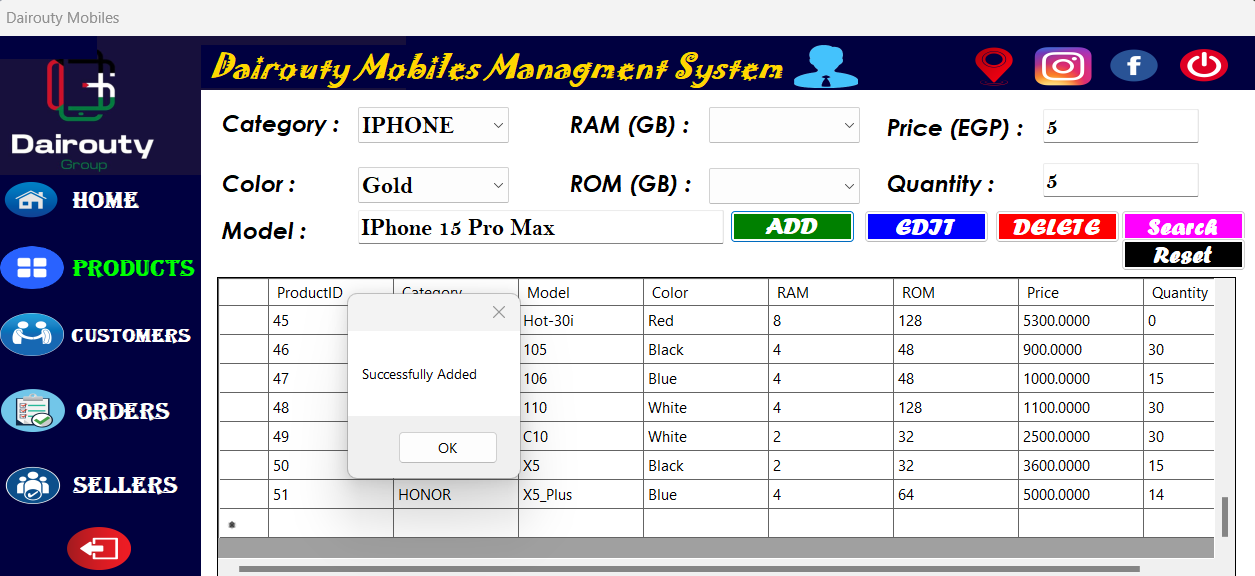 Dairouty Mobiles
Dairouty Mobiles Managment System
Dairouty
Group
HOME
PRODUCTS
CUSTOMERS
ORDERS
SELLERS
Category : IPHONE RAM (GB) : Price (EGP) : 5
Color : Gold ROM (GB) : Quantity : 5
Model : IPhone 15 Pro Max ADD EDIT DELETE Search
Reset
ProductID Category Model Color RAM ROM Price Quantity
45 Hot-30i Red 8 128 5300.0000 0
46 105 Black 4 48 900.0000 30
47 106 Blue 4 48 1000.0000 15
48 110 White 4 128 1100.0000 30
49 C10 White 2 32 2500.0000 30
50 X5 Black 2 32 3600.0000 15
51 HONOR X5_Plus Blue 4 64 5000.0000 14
Successfully Added
OK